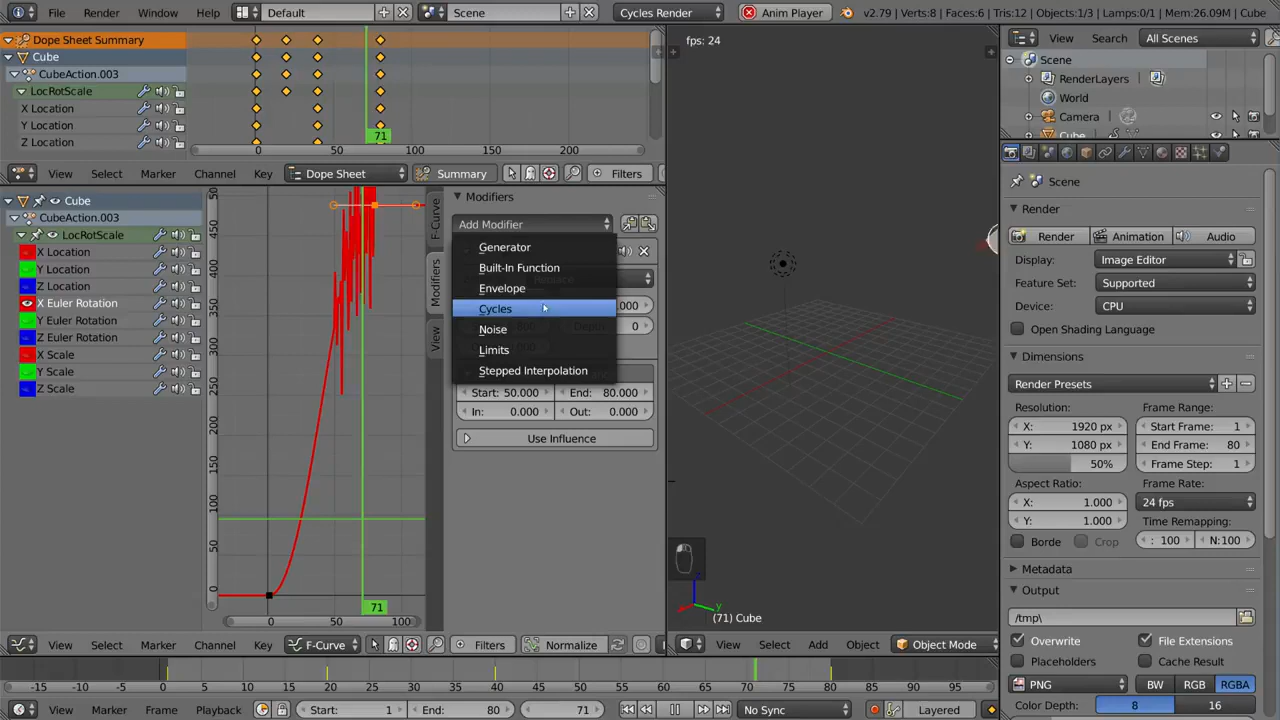 File Render Window Help Default Scene Cycles Render Anim Player v2.79 | Verts:8 | Faces:6 | Tris:12 | Objects:1/3 | Lamps:0/1 | Mem:26.09M | Cube
Dope Sheet Summary
Cube
CubeAction.003
LocRotScale
X Location
Y Location
Z Location
71
0 50 100 150 200
View Select Marker Channel Key Dope Sheet Summary Filters
Cube
CubeAction.003
LocRotScale
X Location
Y Location
Z Location
X Euler Rotation
Y Euler Rotation
Z Euler Rotation
X Scale
Y Scale
Z Scale
50
450
400
350
300
250
200
150
100
50
0
71
0 50 100
F-Curve
Modifiers
View
Modifiers
Add Modifier
Generator
Built-In Function
Envelope
Cycles
Noise
Limits
Stepped Interpolation
.000
0
Start: 50.000 End: 80.000
In: 0.000 Out: 0.000
Use Influence
View Select Marker Channel Key F-Curve Filters Normalize
fps: 24
y
(71) Cube
View Select Add Object Object Mode
View Search All Scenes
Scene
RenderLayers
World
Camera
Cube
Scene
Render
Render Animation Audio
Display: Image Editor
Feature Set: Supported
Device: CPU
Open Shading Language
Dimensions
Render Presets
Resolution: Frame Range:
X: 1920 px Start Frame: 1
Y: 1080 px End Frame: 80
50% Frame Step: 1
Aspect Ratio: Frame Rate:
X: 1.000 24 fps
Y: 1.000 Time Remapping:
Borde Crop : 100 N:100
Metadata
Output
/tmp\
Overwrite File Extensions
Placeholders Cache Result
PNG BW RGB RGBA
Color Depth: 8 16
-15 -10 -5 0 5 10 15 20 25 30 35 40 45 50 55 60 65 70 75 80 85 90 95
View Marker Frame Playback Start: 1 End: 80 71 No Sync Layered